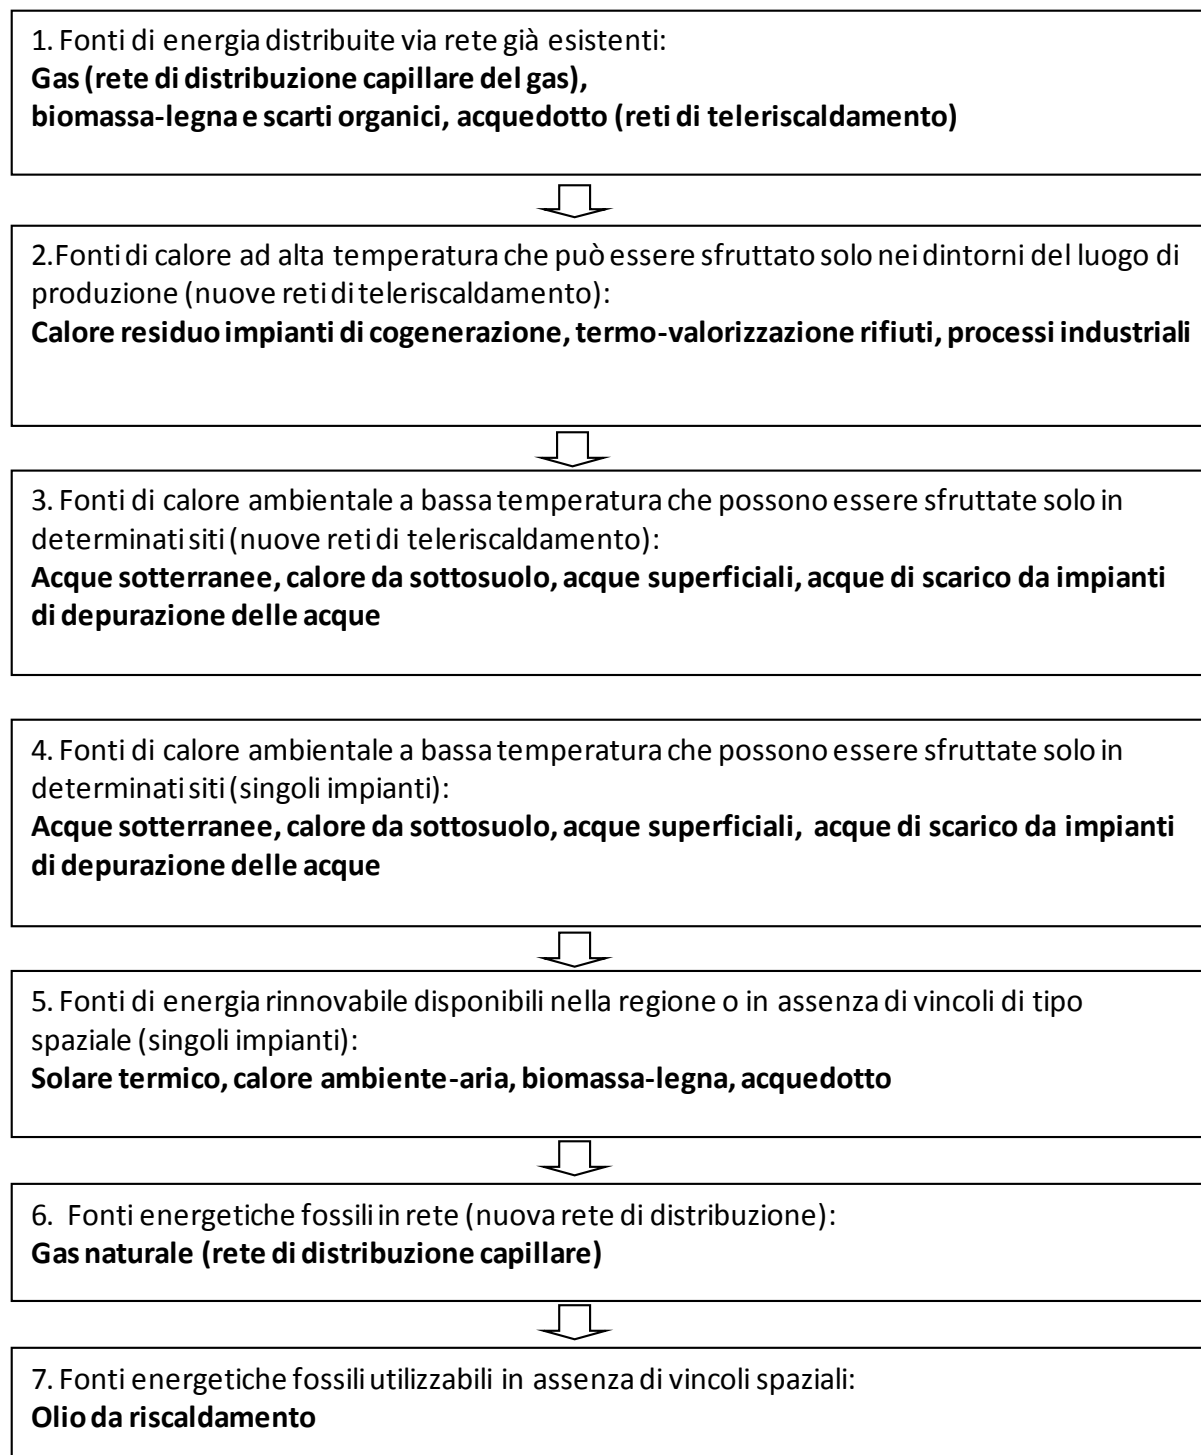 1. Fonti di energia distribuite via rete già esistenti:
Gas (rete di distribuzione capillare del gas),
biomassa-legna e scarti organici, acquedotto (reti di teleriscaldamento)
2.Fonti di calore ad alta temperatura che può essere sfruttato solo nei dintorni del luogo di
produzione (nuove reti di teleriscaldamento):
Calore residuo impianti di cogenerazione, termo-valorizzazione rifiuti, processi industriali
3. Fonti di calore ambientale a bassa temperatura che possono essere sfruttate solo in
determinati siti (nuove reti di teleriscaldamento):
Acque sotterranee, calore da sottosuolo, acque superficiali, acque di scarico da impianti
di depurazione delle acque
4. Fonti di calore ambientale a bassa temperatura che possono essere sfruttate solo in
determinati siti (singoli impianti):
Acque sotterranee, calore da sottosuolo, acque superficiali, acque di scarico da impianti
di depurazione delle acque
5. Fonti di energia rinnovabile disponibili nella regione o in assenza di vincoli di tipo
spaziale (singoli impianti):
Solare termico, calore ambiente-aria, biomassa-legna, acquedotto
6. Fonti energetiche fossili in rete (nuova rete di distribuzione):
Gas naturale (rete di distribuzione capillare)
7. Fonti energetiche fossili utilizzabili in assenza di vincoli spaziali:
Olio da riscaldamento